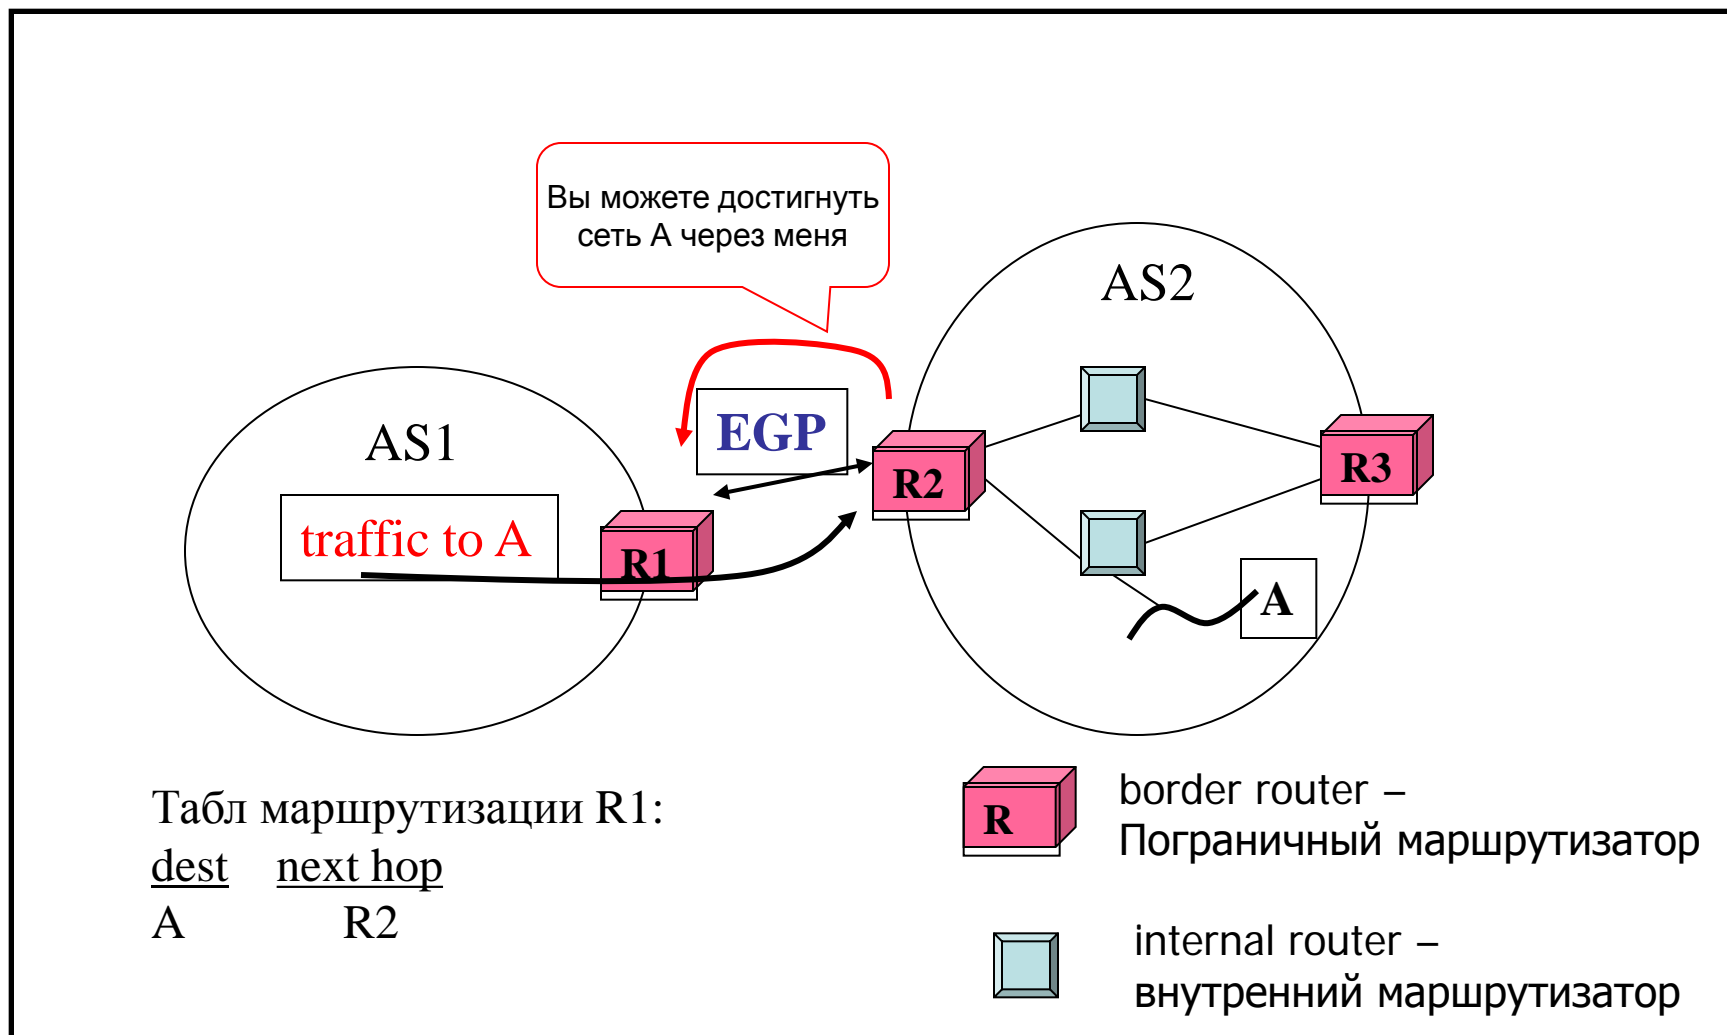 Вы можете достигнуть
сеть А через меня
AS2
EGP
AS1
R2
R3
traffic to A
R1
A
Табл маршрутизации R1:
dest next hop
A R2
R
border router –
Пограничный маршрутизатор
internal router –
внутренний маршрутизатор